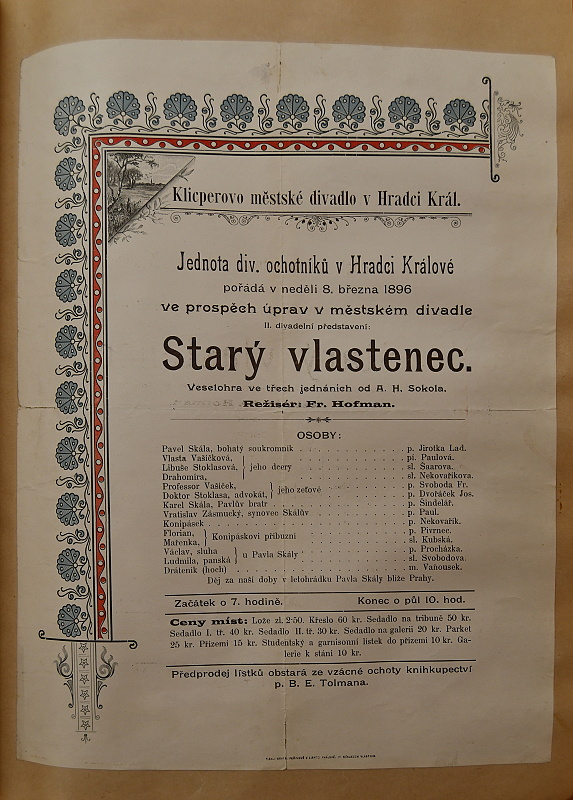 Klicperovo městské divadlo v Hradci Král.
Jednota div. ochotníků v Hradci Králové
pořádá v neděli 8. března 1896
ve prospěch úprav v městském divadle
II. divadelní představení:
Starý vlastenec.
Veselohra ve třech jednáních od A. H. Sokola.
Režisér: Fr. Hofman.
OSOBY:
Pavel Skála, bohatý soukromník . . . . . . . . . . p. Jirotka Lad.
Vlasta Vašíčková, pí. Paulová.
Libuše Stoklasová, } jeho dcery . . . . . . . . . . sl. Šaarova.
Drahomíra, sl. Nekovaříkova.
Professor Vašíček, p. Svoboda Fr.
Doktor Stoklasa, advokát, } jeho zeťové . . . . . . . . . . p. Dvořáček Jos.
Karel Skála, Pavlův bratr . . . . . . . . . . p. Šindelář.
Vratislav Zásmucký, synovec Skálův . . . . . . . . . . p. Paul.
Konipásek . . . . . . . . . . p. Nekovařík.
Florian, p. Pivrnec.
Mařenka, } Konipáskovi příbuzní . . . . . . . . . . sl. Kubská.
Václav, sluha p. Procházka.
Ludmila, panská } u Pavla Skály . . . . . . . . . . sl. Svobodova.
Dráteník (hoch) . . . . . . . . . . m. Vaňousek.
Děj za naší doby v letohrádku Pavla Skály blíže Prahy.
Začátek o 7. hodině. Konec o půl 10. hod.
Ceny míst: Lože zl. 2·50. Křeslo 60 kr. Sedadlo na tribuně 50 kr.
Sedadlo I. tř. 40 kr. Sedadlo II. tř. 30 kr. Sedadlo na galerii 20 kr. Parket
25 kr. Přízemí 15 kr. Studentský a garnisonní lístek do přízemí 10 kr. Ga-
lerie k stání 10 kr.
Předprodej lístků obstará ze vzácné ochoty knihkupectví
p. B. E. Tolmana.